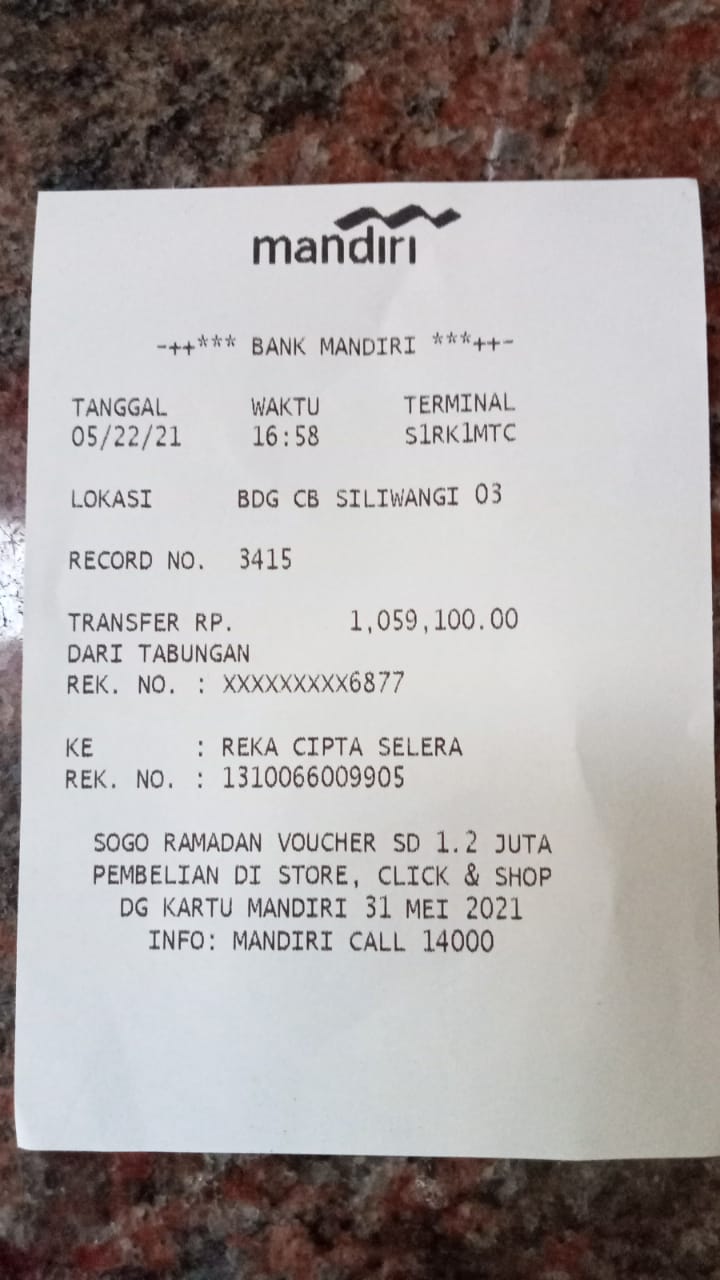 mandiri
-++*** BANK MANDIRI ***++-
TANGGAL WAKTU TERMINAL
05/22/21 16:58 S1RK1MTC
LOKASI BDG CB SILIWANGI 03
RECORD NO. 3415
TRANSFER RP. 1,059,100.00
DARI TABUNGAN
REK. NO. : XXXXXXXXX6877
KE : REKA CIPTA SELERA
REK. NO. : 1310066009905
SOGO RAMADAN VOUCHER SD 1.2 JUTA
PEMBELIAN DI STORE, CLICK & SHOP
DG KARTU MANDIRI 31 MEI 2021
INFO: MANDIRI CALL 14000